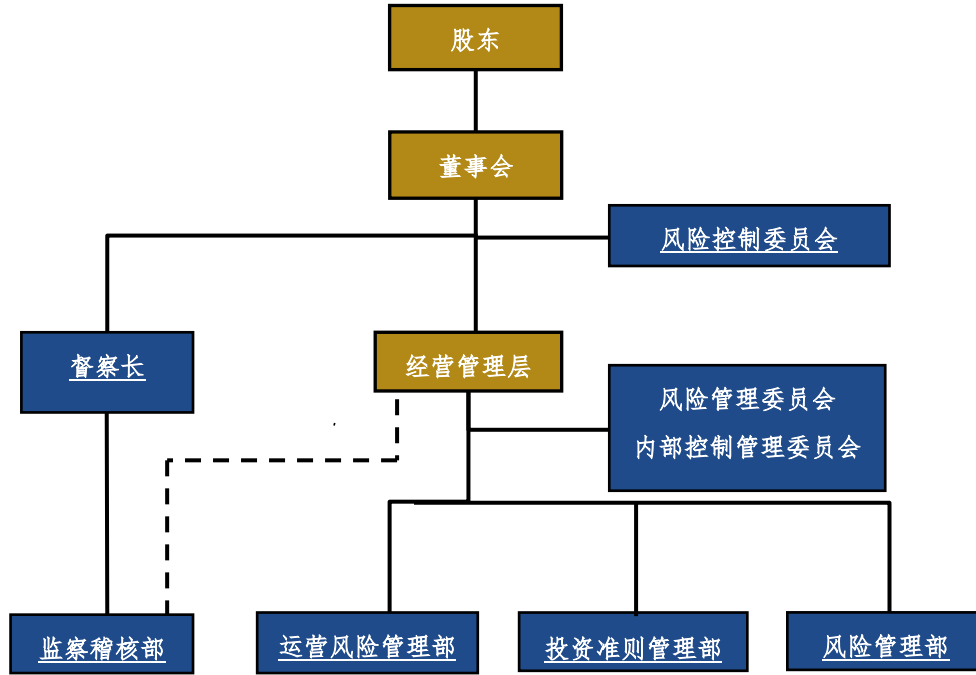 股东
董事会
风险控制委员会
督察长
经营管理层
风险管理委员会
内部控制管理委员会
监察稽核部
运营风险管理部
投资准则管理部
风险管理部